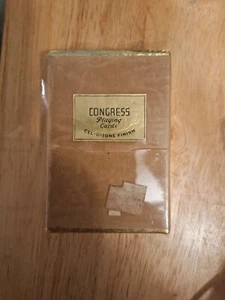 CONGRESS
Playing
Cards
CEL-U-TONE FINISH